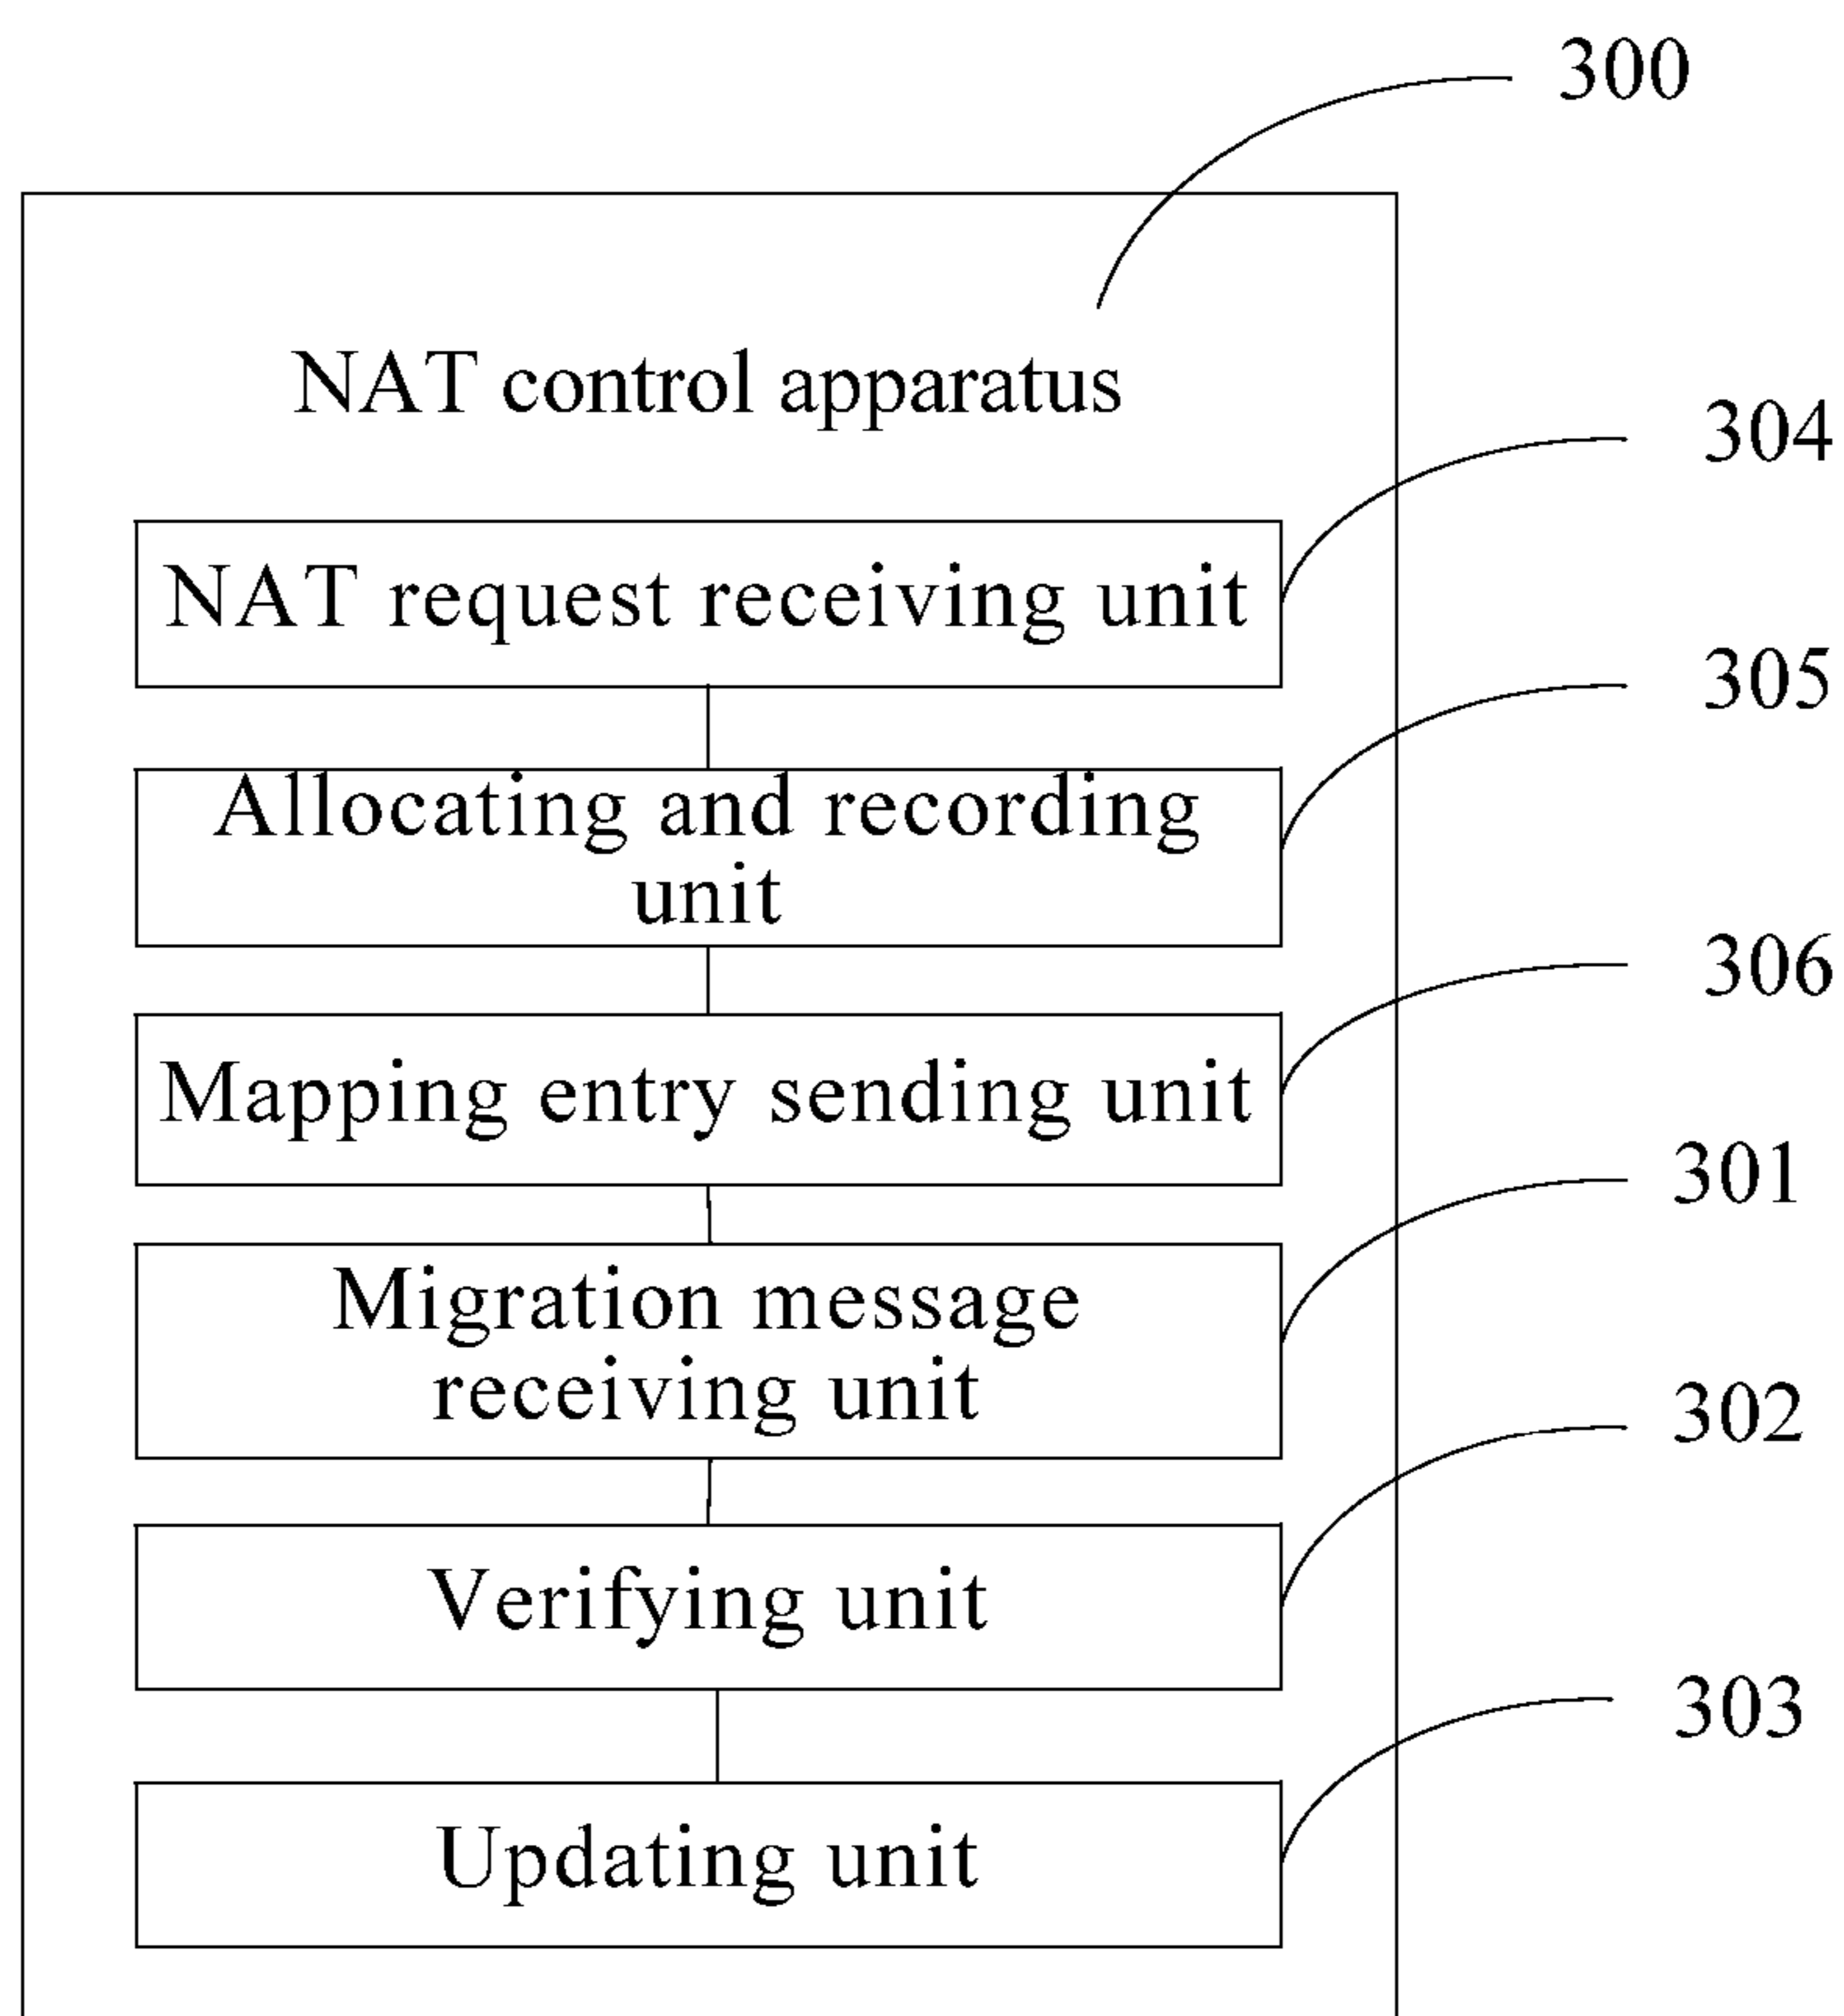 300
NAT control apparatus
304
NAT request receiving unit
305
Allocating and recording
unit
306
Mapping entry sending unit
301
Migration message
receiving unit
302
Verifying unit
303
Updating unit